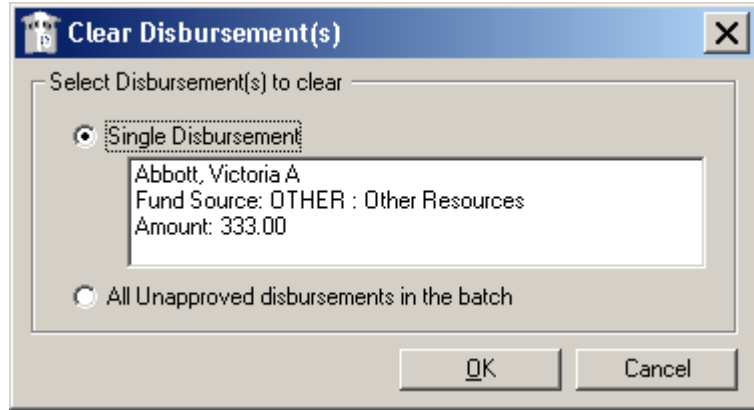 Clear Disbursement(s)
Select Disbursement(s) to clear
Single Disbursement
Abbott, Victoria A
Fund Source: OTHER : Other Resources
Amount: 333.00
All Unapproved disbursements in the batch
OK
Cancel